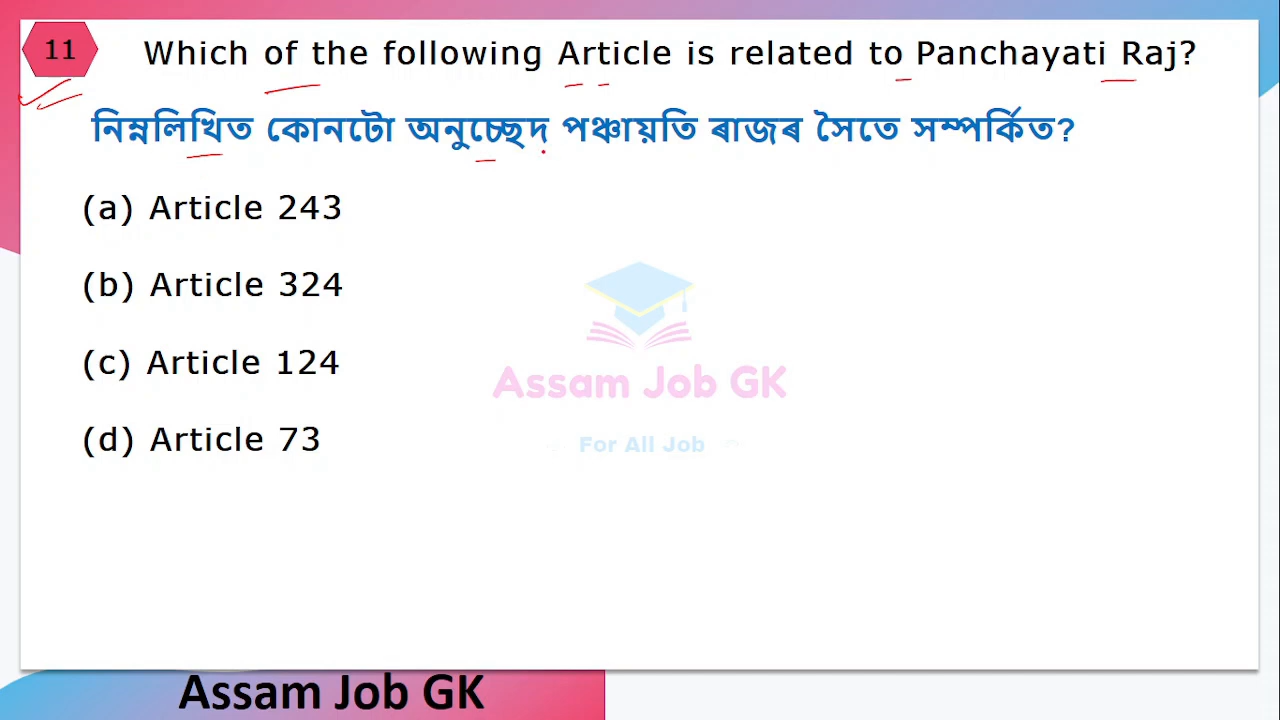 11
Which of the following Article is related to Panchayati Raj?
নিম্নলিখিত কোনটো অনুচ্ছেদ পঞ্চায়তি ৰাজৰ সৈতে সম্পৰ্কিত?
(a) Article 243
(b) Article 324
(c) Article 124
(d) Article 73
Assam Job GK
For All Job
Assam Job GK